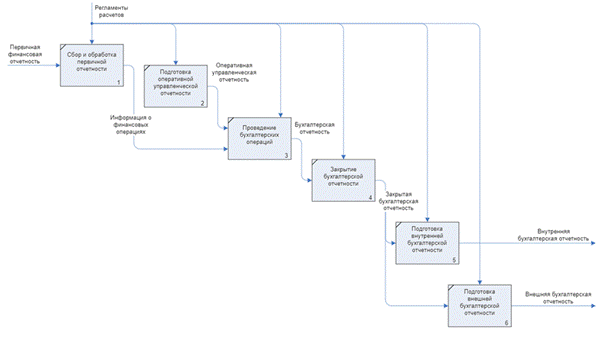 Регламенты
расчетов
Первичная
финансовая
отчетность
Сбор и обработка
первичной
отчетности
1
Подготовка
оперативной
управленческой
отчетности
2
Оперативная
управленческая
отчетность
Информация о
финансовых
операциях
Проведение
бухгалтерских
операций
3
Бухгалтерская
отчетность
Закрытие
бухгалтерской
отчетности
4
Закрытая
бухгалтерская
отчетность
Подготовка
внутренней
бухгалтерской
отчетности
5
Внутренняя
бухгалтерская отчетность
Подготовка
внешней
бухгалтерской
отчетности
6
Внешняя бухгалтерская
отчетность